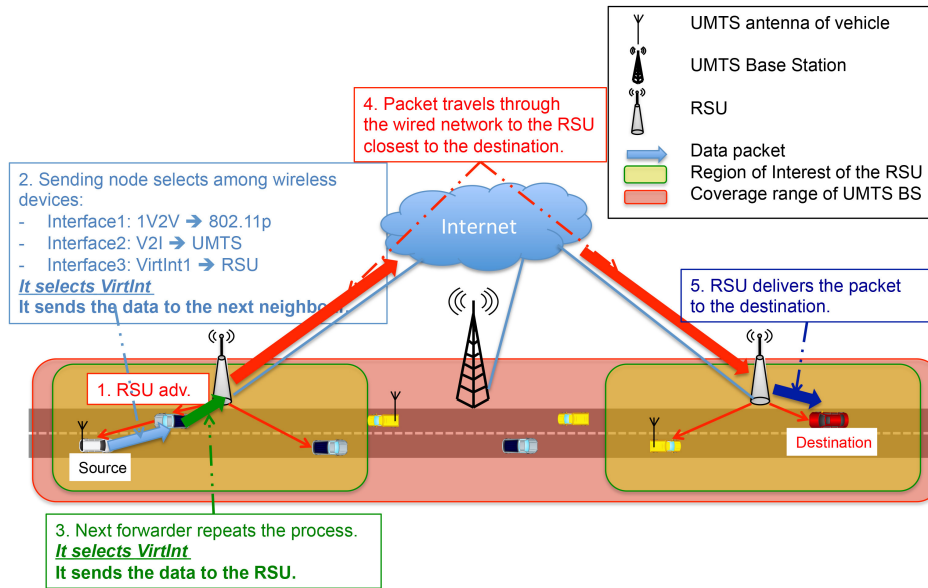 UMTS antenna of vehicle
UMTS Base Station
RSU
Data packet
Region of Interest of the RSU
Coverage range of UMTS BS
4. Packet travels through
the wired network to the RSU
closest to the destination.
2. Sending node selects among wireless
devices:
- Interface1: 1V2V ➔ 802.11p
- Interface2: V2I ➔ UMTS
- Interface3: VirtInt1 ➔ RSU
It selects VirtInt
It sends the data to the next neighbour.
Internet
5. RSU delivers the packet
to the destination.
1. RSU adv.
Source
Destination
3. Next forwarder repeats the process.
It selects VirtInt
It sends the data to the RSU.